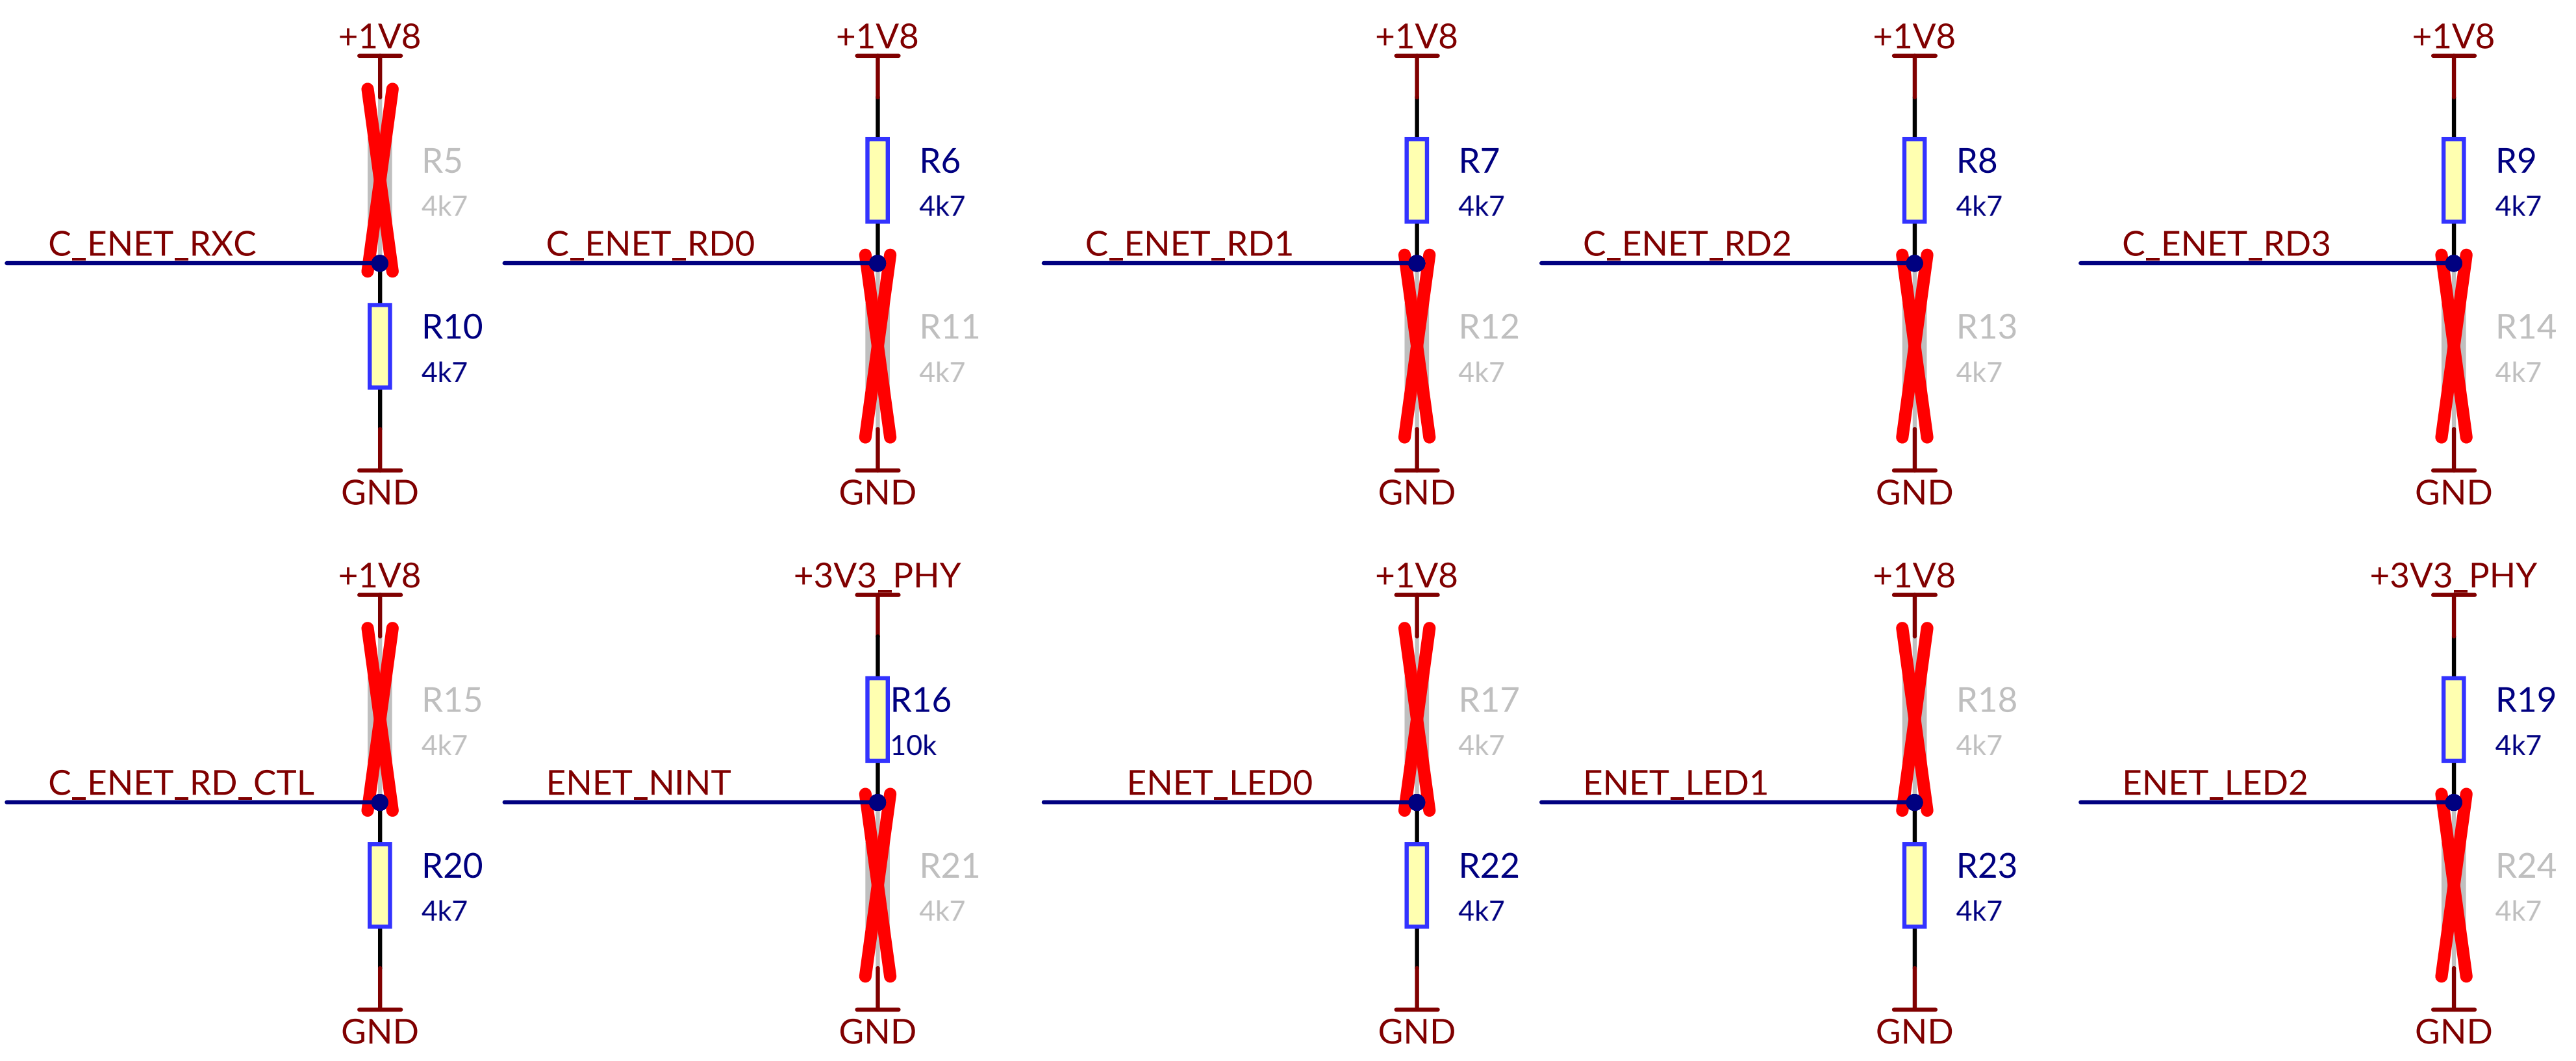 +1V8 +1V8 +1V8 +1V8 +1V8
R5 R6 R7 R8 R9
4k7 4k7 4k7 4k7 4k7
C_ENET_RXC C_ENET_RD0 C_ENET_RD1 C_ENET_RD2 C_ENET_RD3
R10 R11 R12 R13 R14
4k7 4k7 4k7 4k7 4k7
GND GND GND GND GND
+1V8 +3V3_PHY +1V8 +1V8 +3V3_PHY
R15 R16 R17 R18 R19
4k7 10k 4k7 4k7 4k7
C_ENET_RD_CTL ENET_NINT ENET_LED0 ENET_LED1 ENET_LED2
R20 R21 R22 R23 R24
4k7 4k7 4k7 4k7 4k7
GND GND GND GND GND